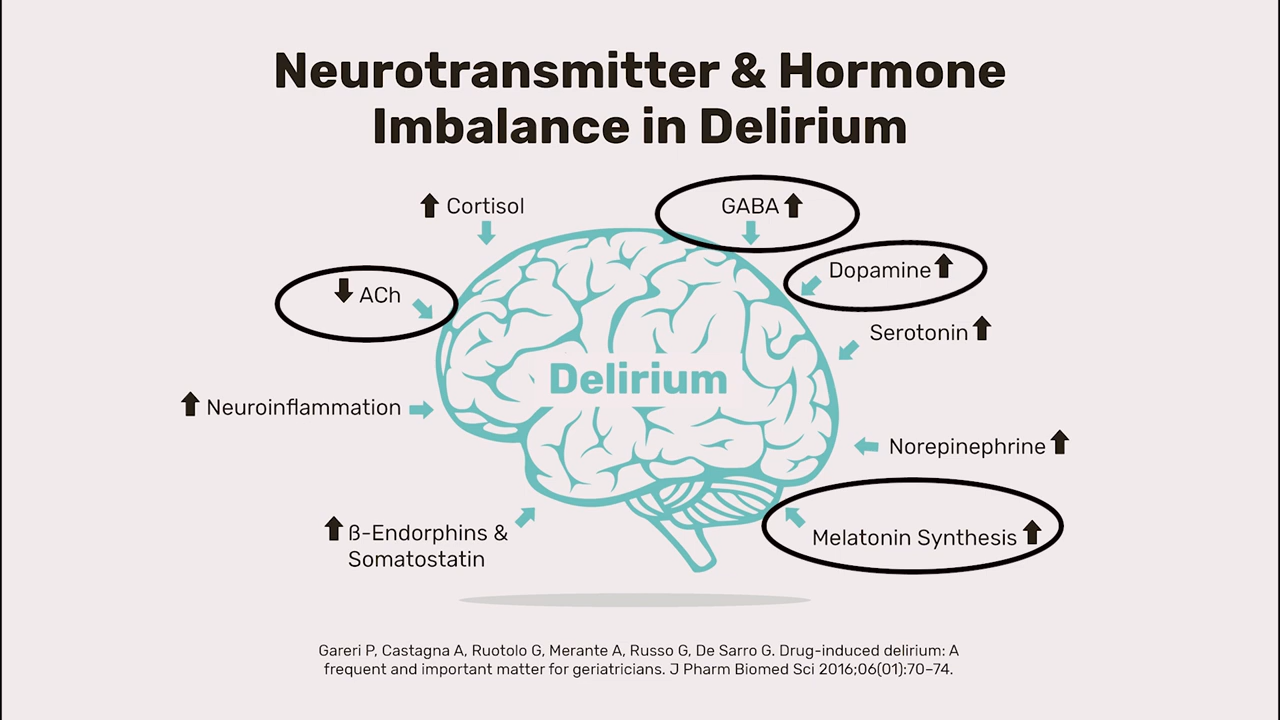 Neurotransmitter & Hormone
Imbalance in Delirium
Cortisol
GABA
Dopamine
ACh
Serotonin
Delirium
Neuroinflammation
Norepinephrine
ß-Endorphins &
Somatostatin
Melatonin Synthesis
Gareri P, Castagna A, Ruotolo G, Merante A, Russo G, De Sarro G. Drug-induced delirium: A
frequent and important matter for geriatricians. J Pharm Biomed Sci 2016;06(01):70–74.